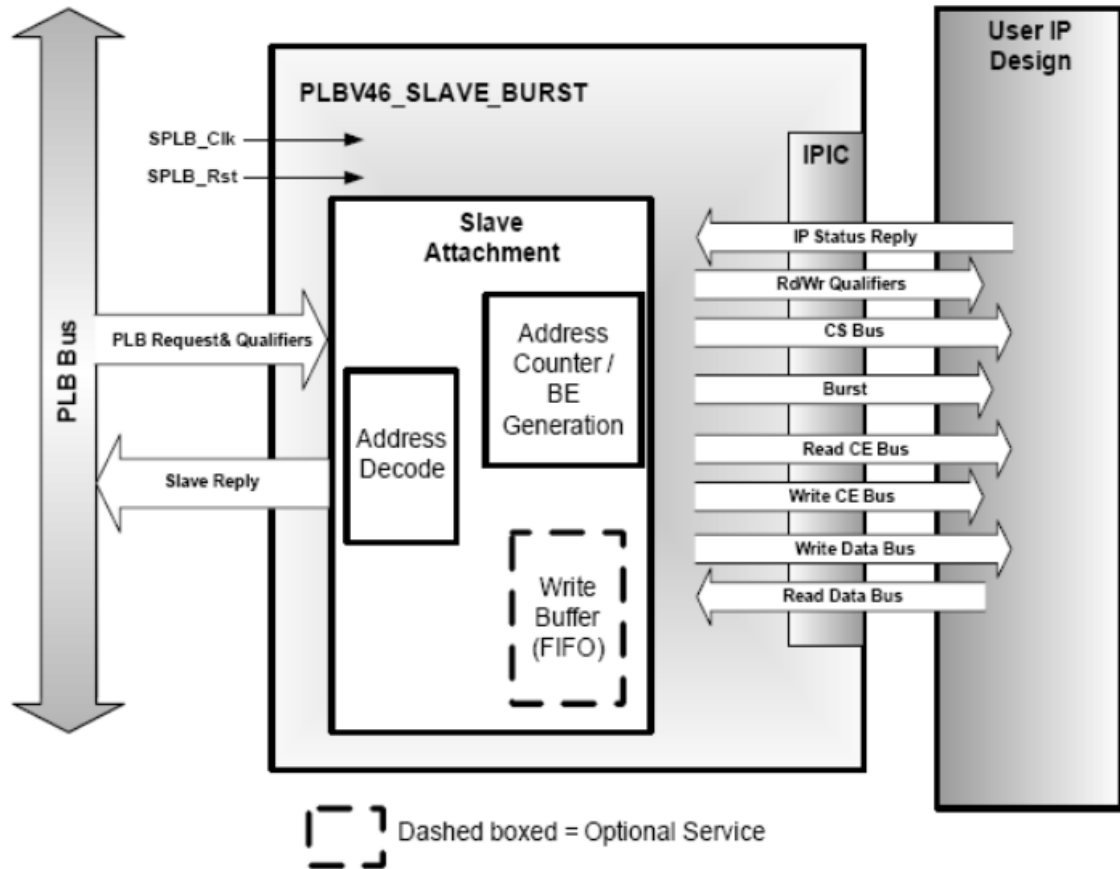 User IP
Design
PLBV46_SLAVE_BURST
SPLB_Clk
SPLB_Rst
IPIC
PLB Bus
Slave
Attachment
IP Status Reply
Rd/Wr Qualifiers
CS Bus
Burst
Read CE Bus
Write CE Bus
Write Data Bus
Read Data Bus
PLB Request& Qualifiers
Slave Reply
Address
Counter /
BE
Generation
Address
Decode
Write
Buffer
(FIFO)
Dashed boxed = Optional Service